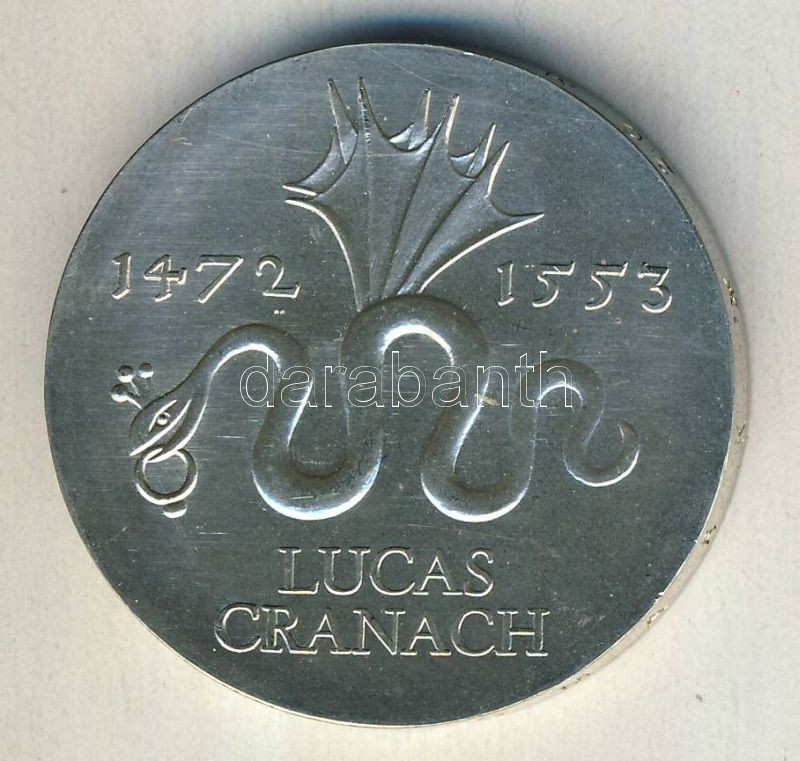 1472 1553
darabanth
LUCAS
CRANACH